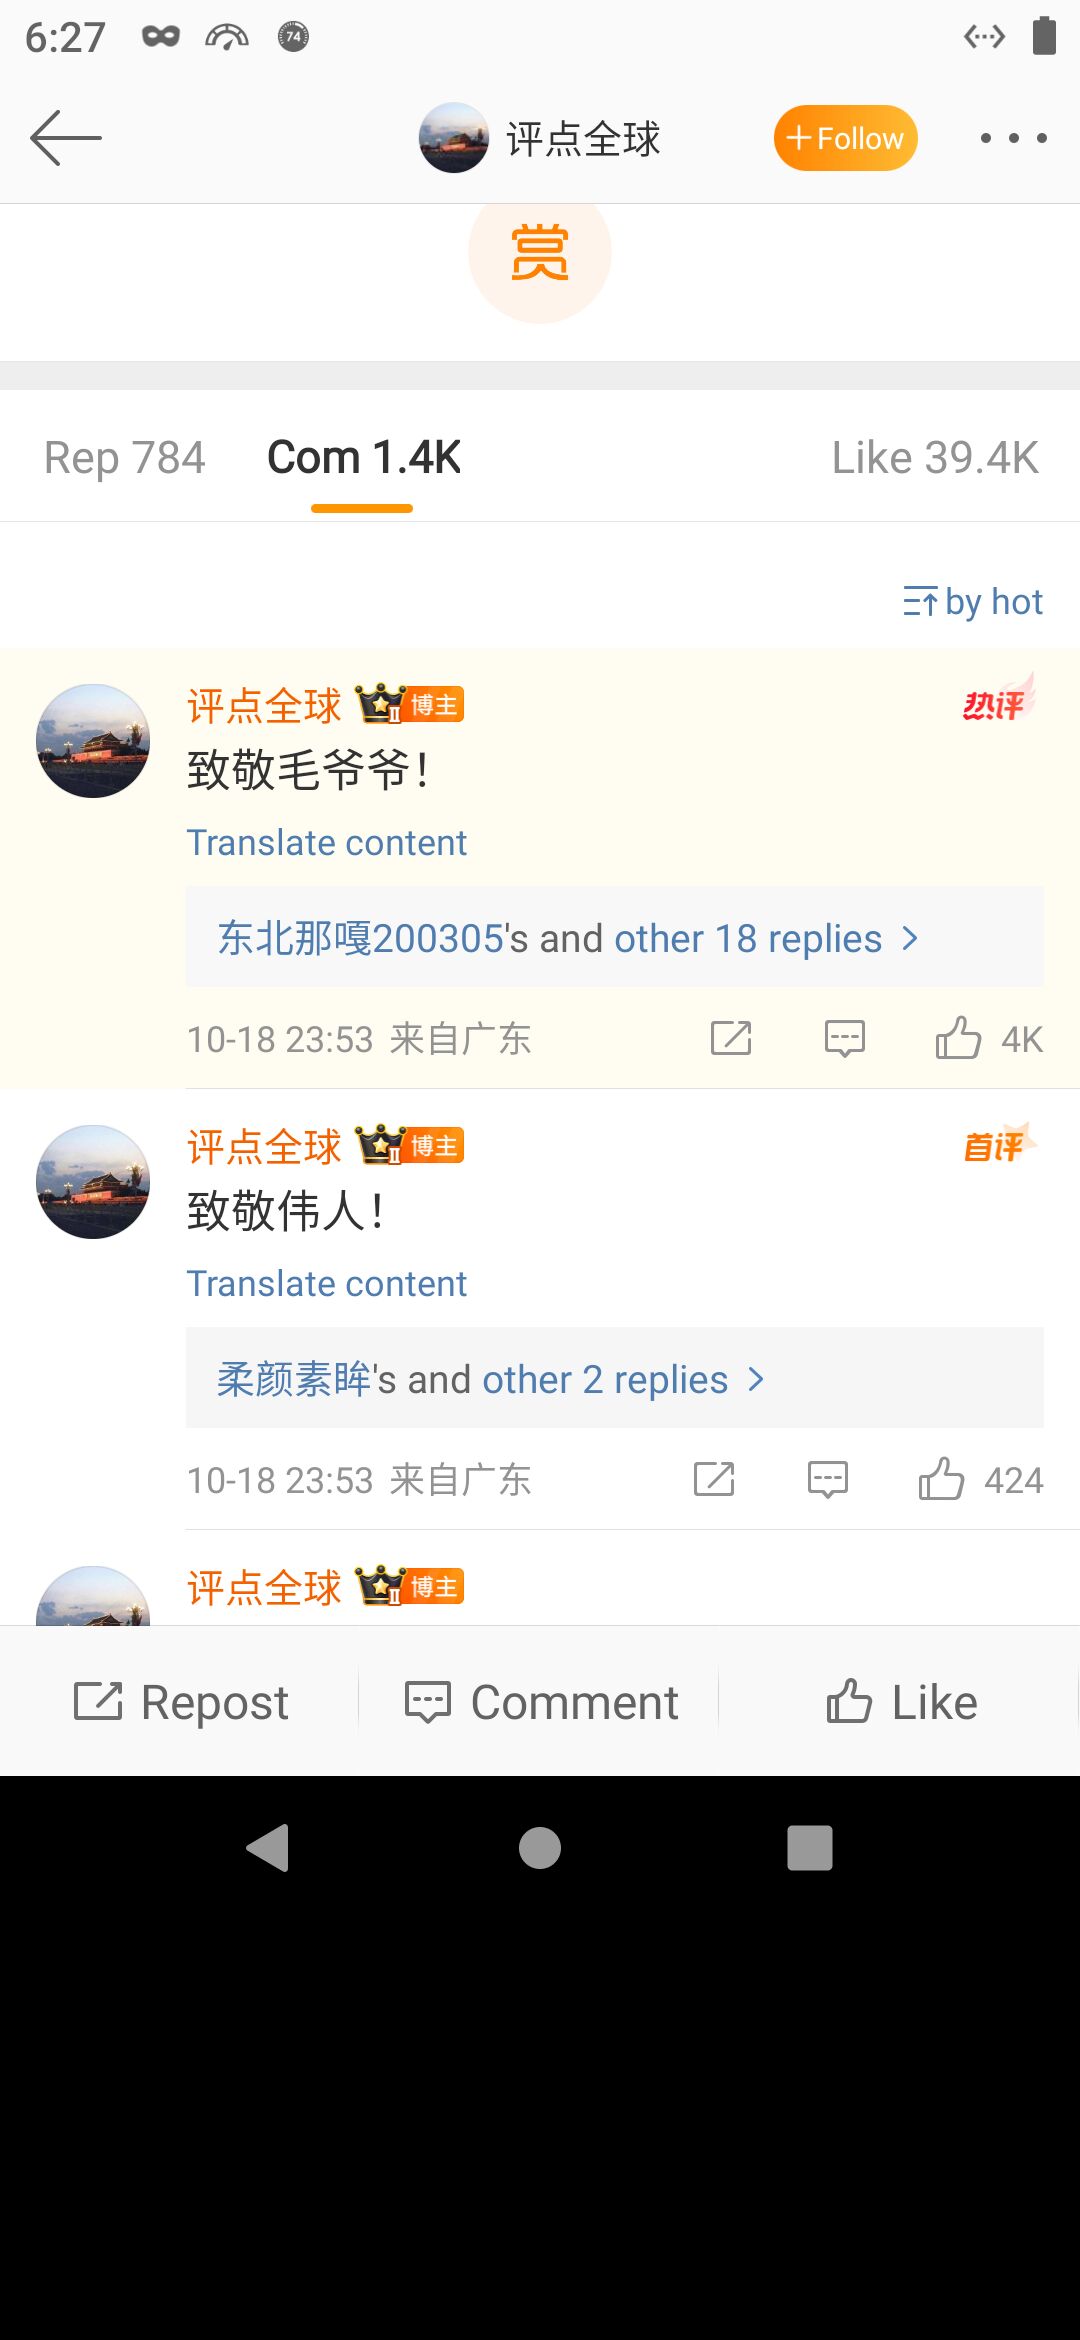 6:27
74
评点全球
+Follow
赏
Rep 784 Com 1.4K Like 39.4K
by hot
评点全球 II 博主 热评
致敬毛爷爷！
Translate content
东北那嘎200305's and other 18 replies >
10-18 23:53 来自广东 4K
评点全球 II 博主 首评
致敬伟人！
Translate content
柔颜素眸's and other 2 replies >
10-18 23:53 来自广东 424
评点全球 II 博主
Repost Comment Like